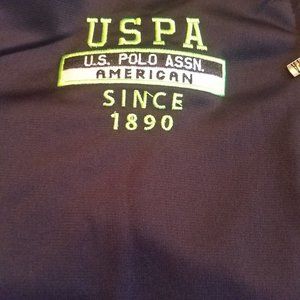 USPA
U.S. POLO ASSN.
AMERICAN
SINCE
1890